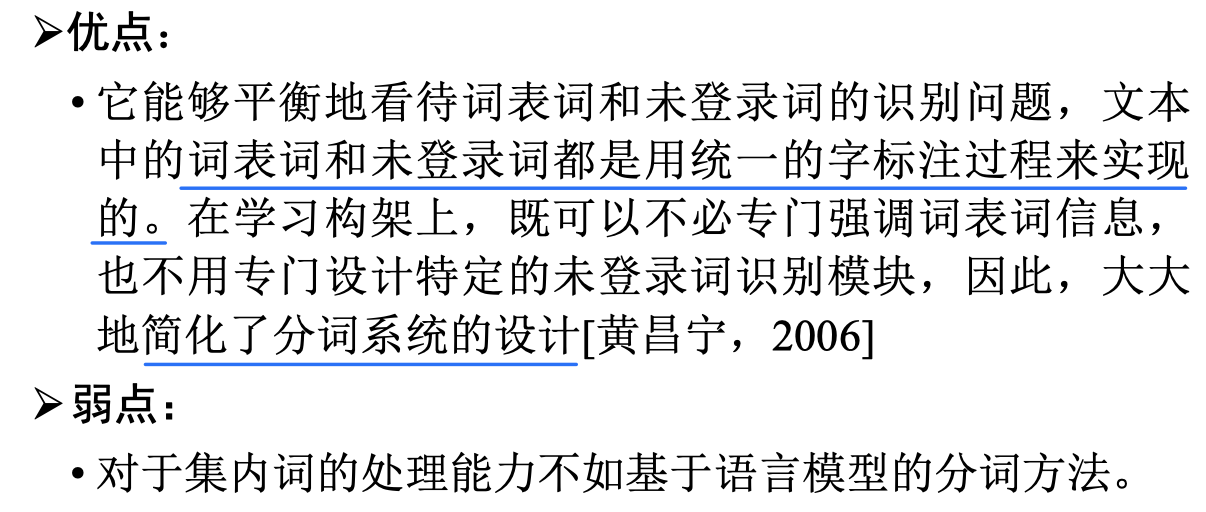 ➢优点：
• 它能够平衡地看待词表词和未登录词的识别问题，文本
中的词表词和未登录词都是用统一的字标注过程来实现
的。在学习构架上，既可以不必专门强调词表词信息，
也不用专门设计特定的未登录词识别模块，因此，大大
地简化了分词系统的设计[黄昌宁，2006]
➢弱点：
• 对于集内词的处理能力不如基于语言模型的分词方法。